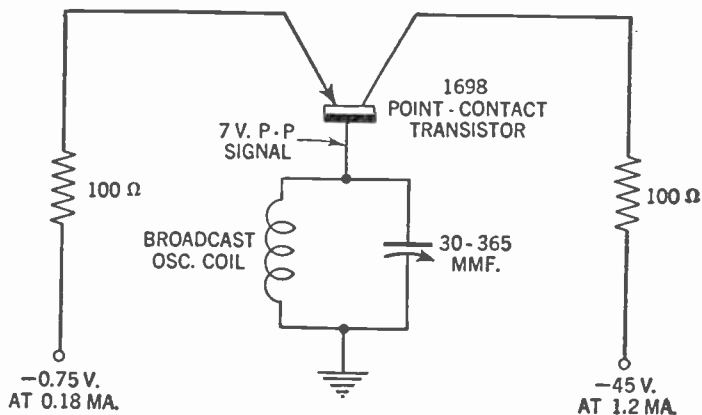 1698
POINT-CONTACT
TRANSISTOR
7 V. P-P
SIGNAL
100 Ω
BROADCAST
OSC. COIL
30-365
MMF.
100 Ω
−0.75 V.
AT 0.18 MA.
−45 V.
AT 1.2 MA.